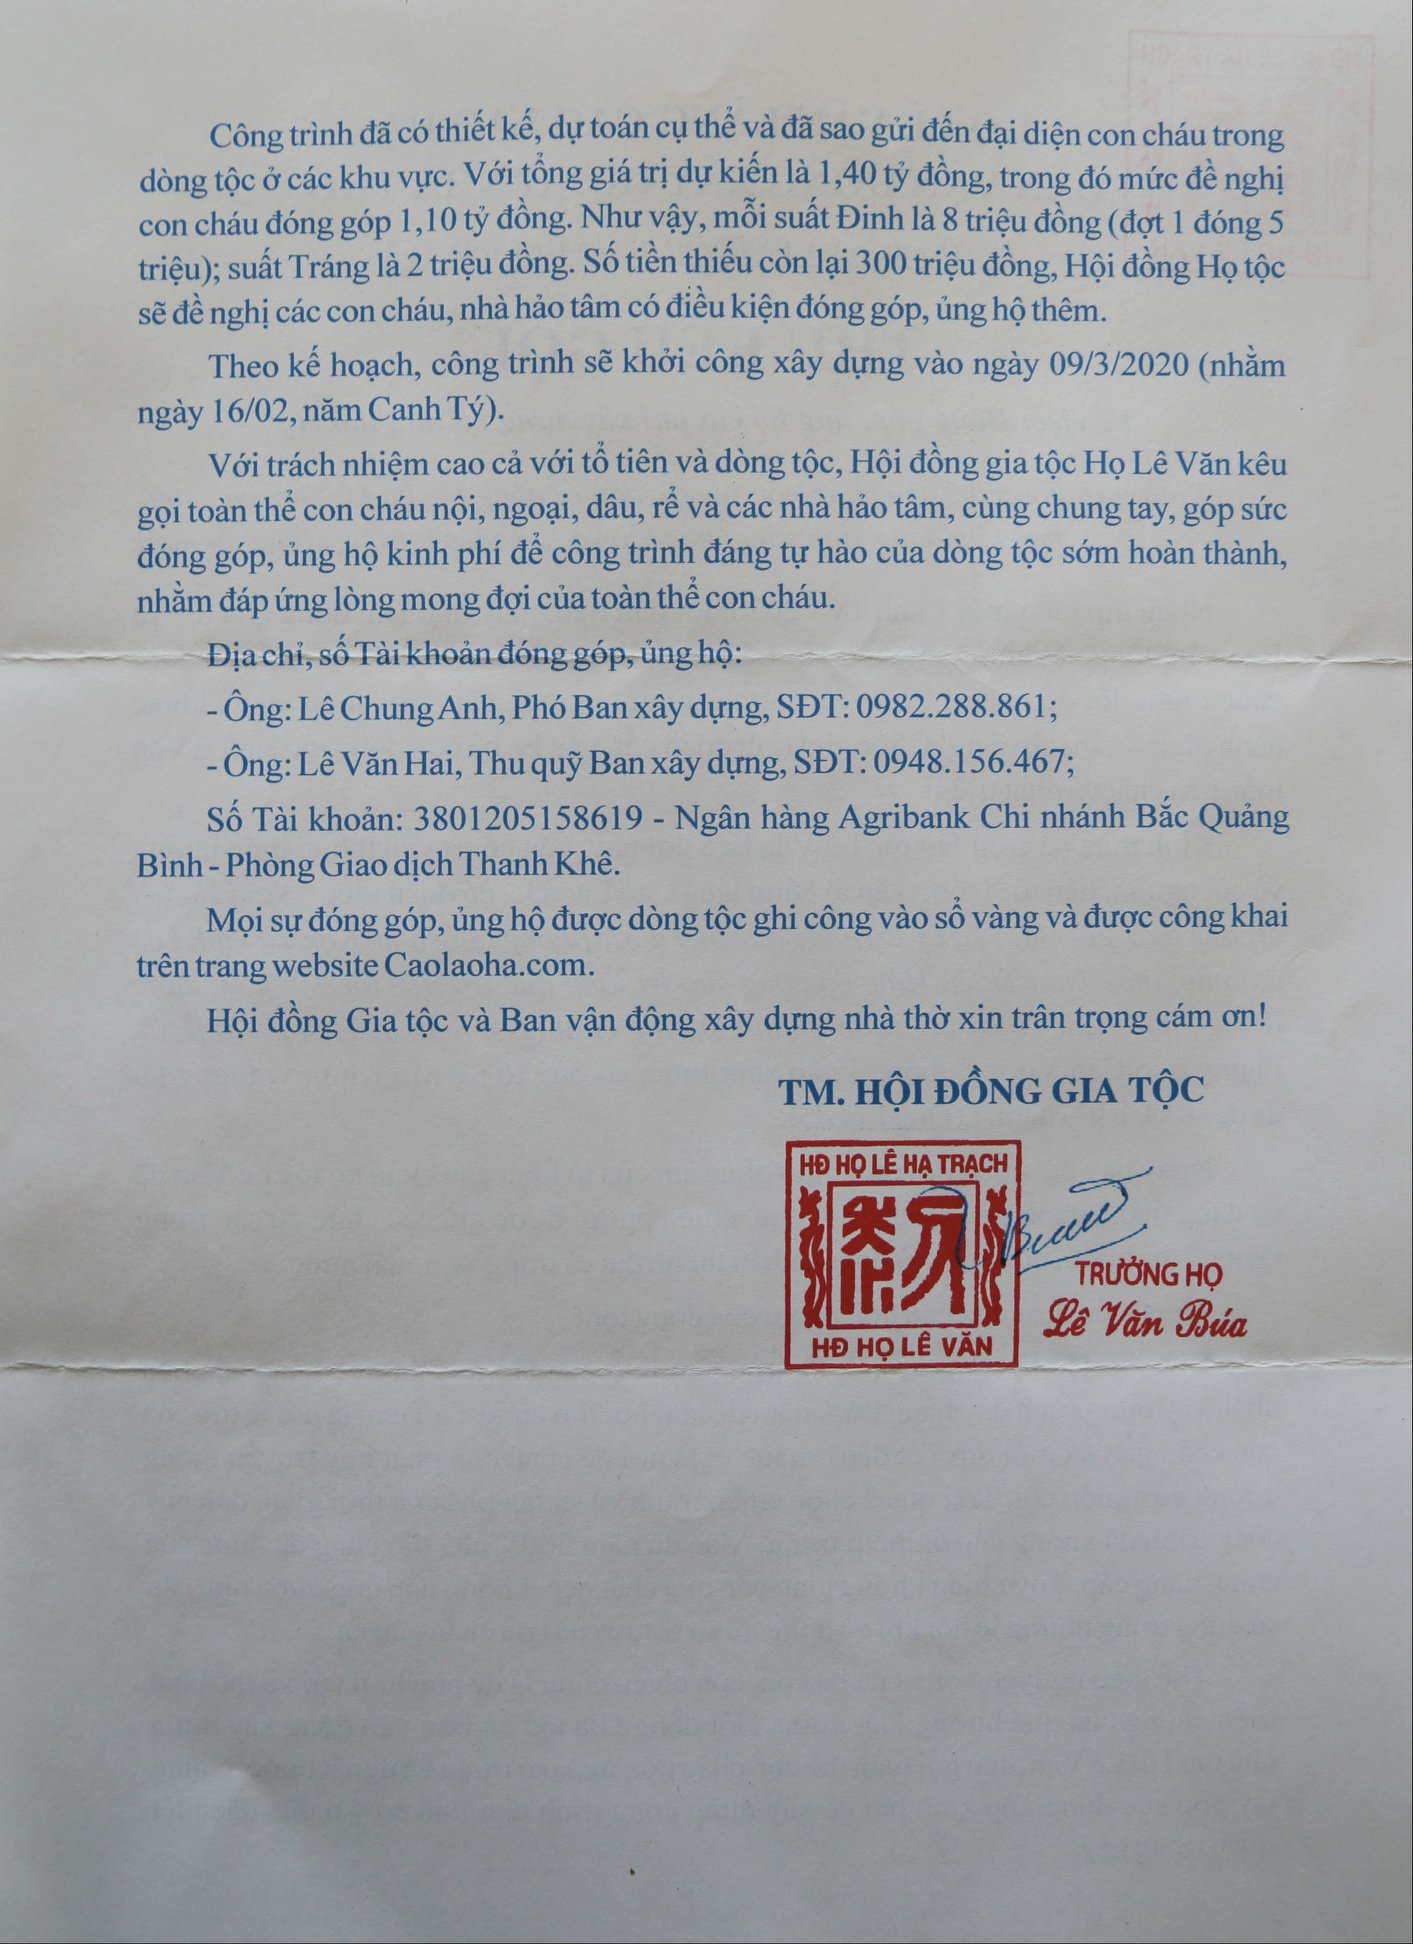 Công trình đã có thiết kế, dự toán cụ thể và đã sao gửi đến đại diện con cháu trong
dòng tộc ở các khu vực. Với tổng giá trị dự kiến là 1,40 tỷ đồng, trong đó mức đề nghị
con cháu đóng góp 1,10 tỷ đồng. Như vậy, mỗi suất Đinh là 8 triệu đồng (đợt 1 đóng 5
triệu); suất Tráng là 2 triệu đồng. Số tiền thiếu còn lại 300 triệu đồng, Hội đồng Họ tộc
sẽ đề nghị các con cháu, nhà hảo tâm có điều kiện đóng góp, ủng hộ thêm.
Theo kế hoạch, công trình sẽ khởi công xây dựng vào ngày 09/3/2020 (nhằm
ngày 16/02, năm Canh Tý).
Với trách nhiệm cao cả với tổ tiên và dòng tộc, Hội đồng gia tộc Họ Lê Văn kêu
gọi toàn thể con cháu nội, ngoại, dâu, rể và các nhà hảo tâm, cùng chung tay, góp sức
đóng góp, ủng hộ kinh phí để công trình đáng tự hào của dòng tộc sớm hoàn thành,
nhằm đáp ứng lòng mong đợi của toàn thể con cháu.
Địa chỉ, số Tài khoản đóng góp, ủng hộ:
- Ông: Lê Chung Anh, Phó Ban xây dựng, SĐT: 0982.288.861;
- Ông: Lê Văn Hai, Thu quỹ Ban xây dựng, SĐT: 0948.156.467;
Số Tài khoản: 3801205158619 - Ngân hàng Agribank Chi nhánh Bắc Quảng
Bình - Phòng Giao dịch Thanh Khê.
Mọi sự đóng góp, ủng hộ được dòng tộc ghi công vào sổ vàng và được công khai
trên trang website Caolaoha.com.
Hội đồng Gia tộc và Ban vận động xây dựng nhà thờ xin trân trọng cám ơn!
TM. HỘI ĐỒNG GIA TỘC
HĐ HỌ LÊ HẠ TRẠCH
HĐ HỌ LÊ VĂN
TRƯỞNG HỌ
Lê Văn Búa